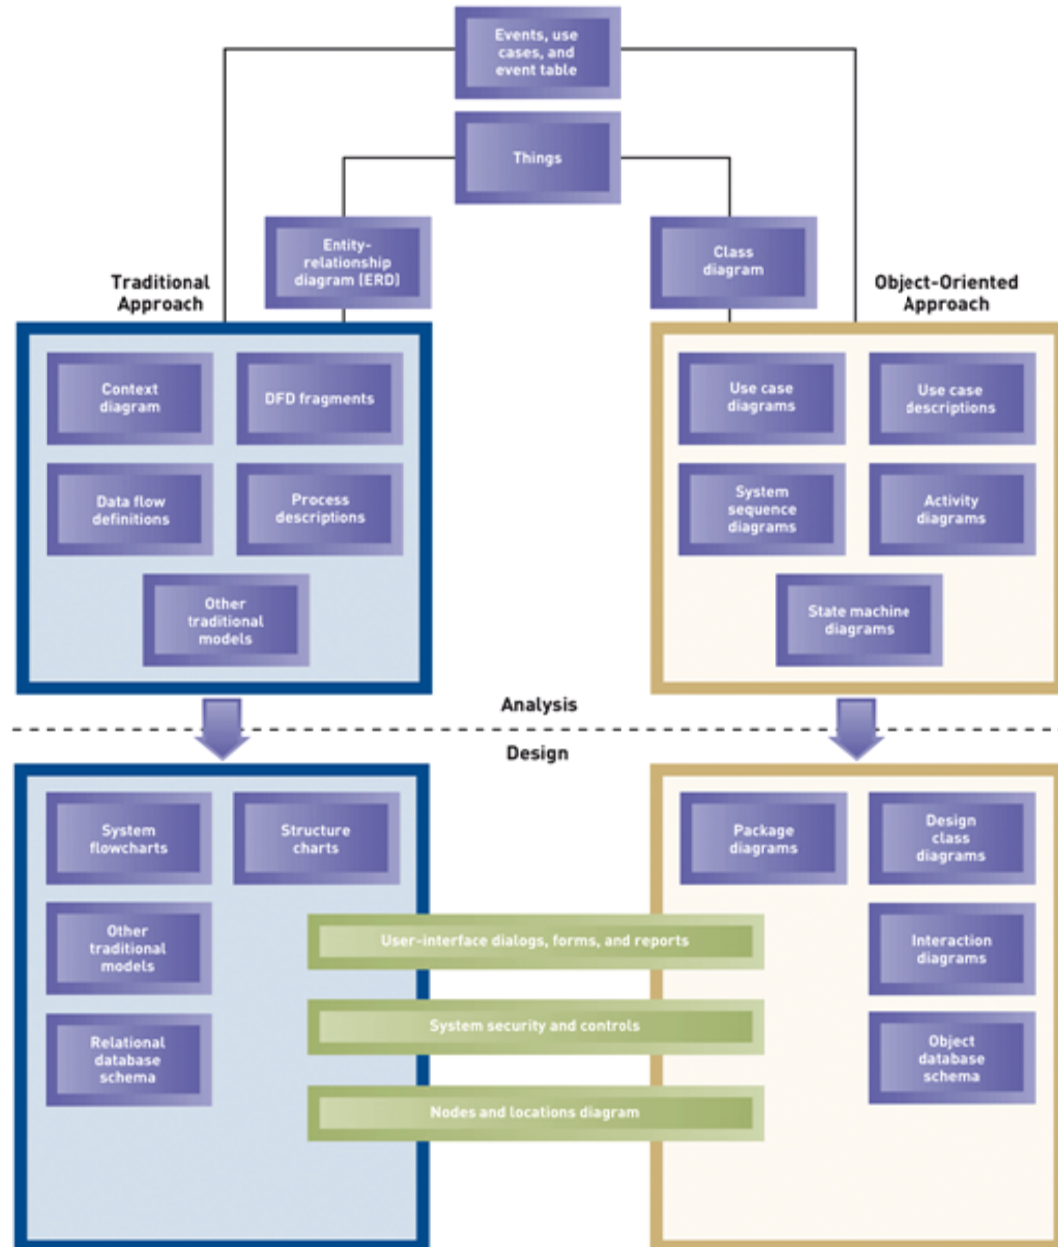 Events, use
cases, and
event table
Things
Entity-
relationship
diagram (ERD)
Class
diagram
Traditional
Approach
Object-Oriented
Approach
Context
diagram
DFD fragments
Data flow
definitions
Process
descriptions
Other
traditional
models
Use case
diagrams
Use case
descriptions
System
sequence
diagrams
Activity
diagrams
State machine
diagrams
Analysis
Design
System
flowcharts
Structure
charts
Other
traditional
models
Relational
database
schema
Package
diagrams
Design
class
diagrams
Interaction
diagrams
Object
database
schema
User-interface dialogs, forms, and reports
System security and controls
Nodes and locations diagram